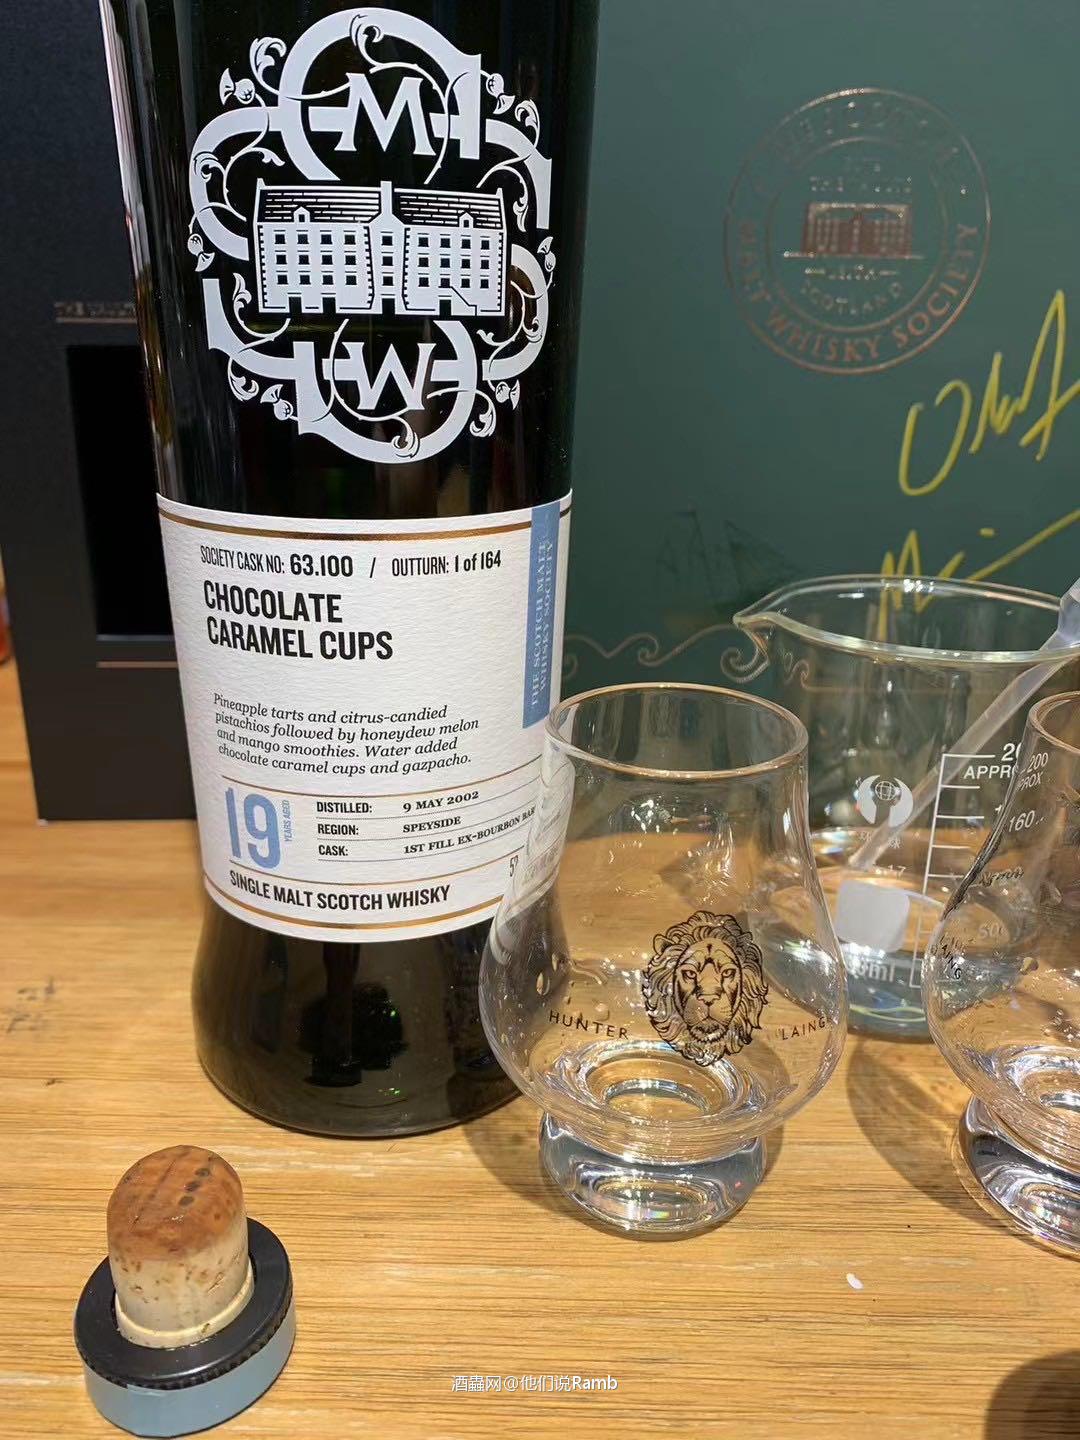 M
W
SOCIETY CASK NO: 63.100 / OUTTURN: 1 of 164
CHOCOLATE
CARAMEL CUPS
THE SCOTCH MALT
WHISKY SOCIETY
Pineapple tarts and citrus-candied
pistachios followed by honeydew melon
and mango smoothies. Water added
chocolate caramel cups and gazpacho.
19
YEARS AGED
DISTILLED: 9 MAY 2002
REGION: SPEYSIDE
CASK: 1ST FILL EX-BOURBON
SINGLE MALT SCOTCH WHISKY
MALT WHISKY SOCIETY
SCOTLAND
HUNTER LAING
200
160
酒蟲网@他们说Ramb